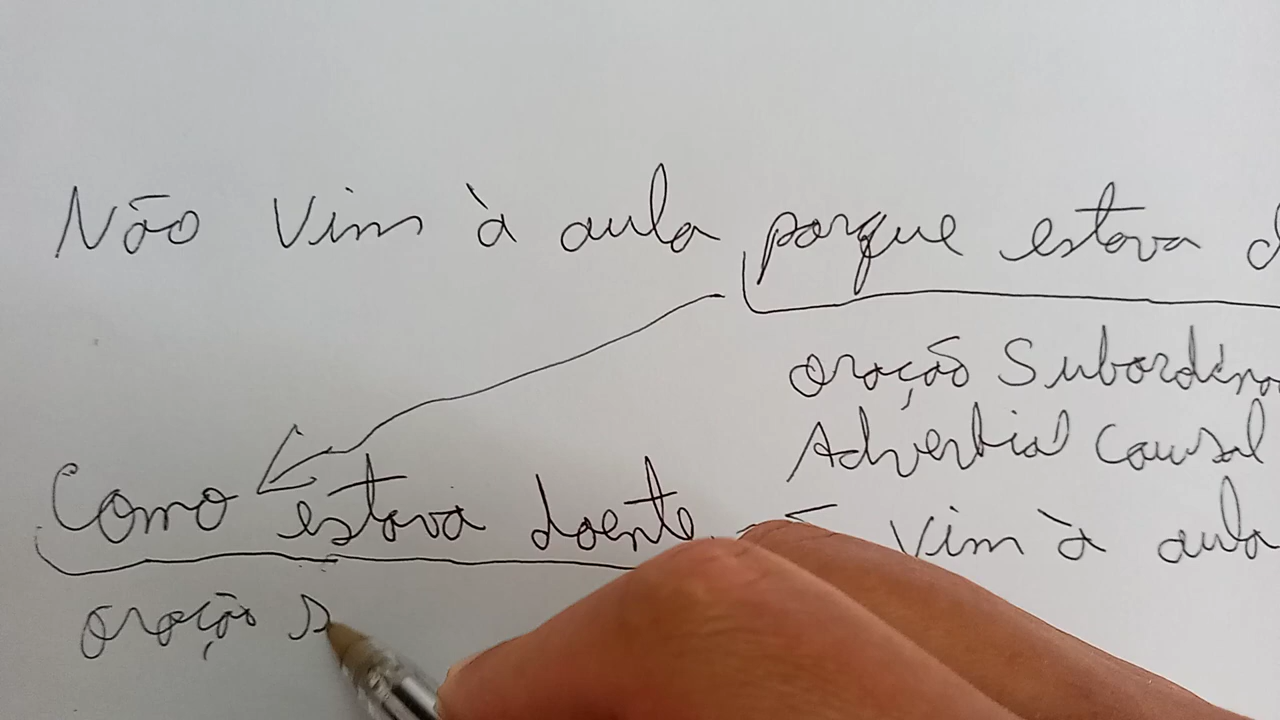 Não vim à aula porque estava d
oração Subordina
Adverbial Causal
Como estava doente vim à aula
oração s